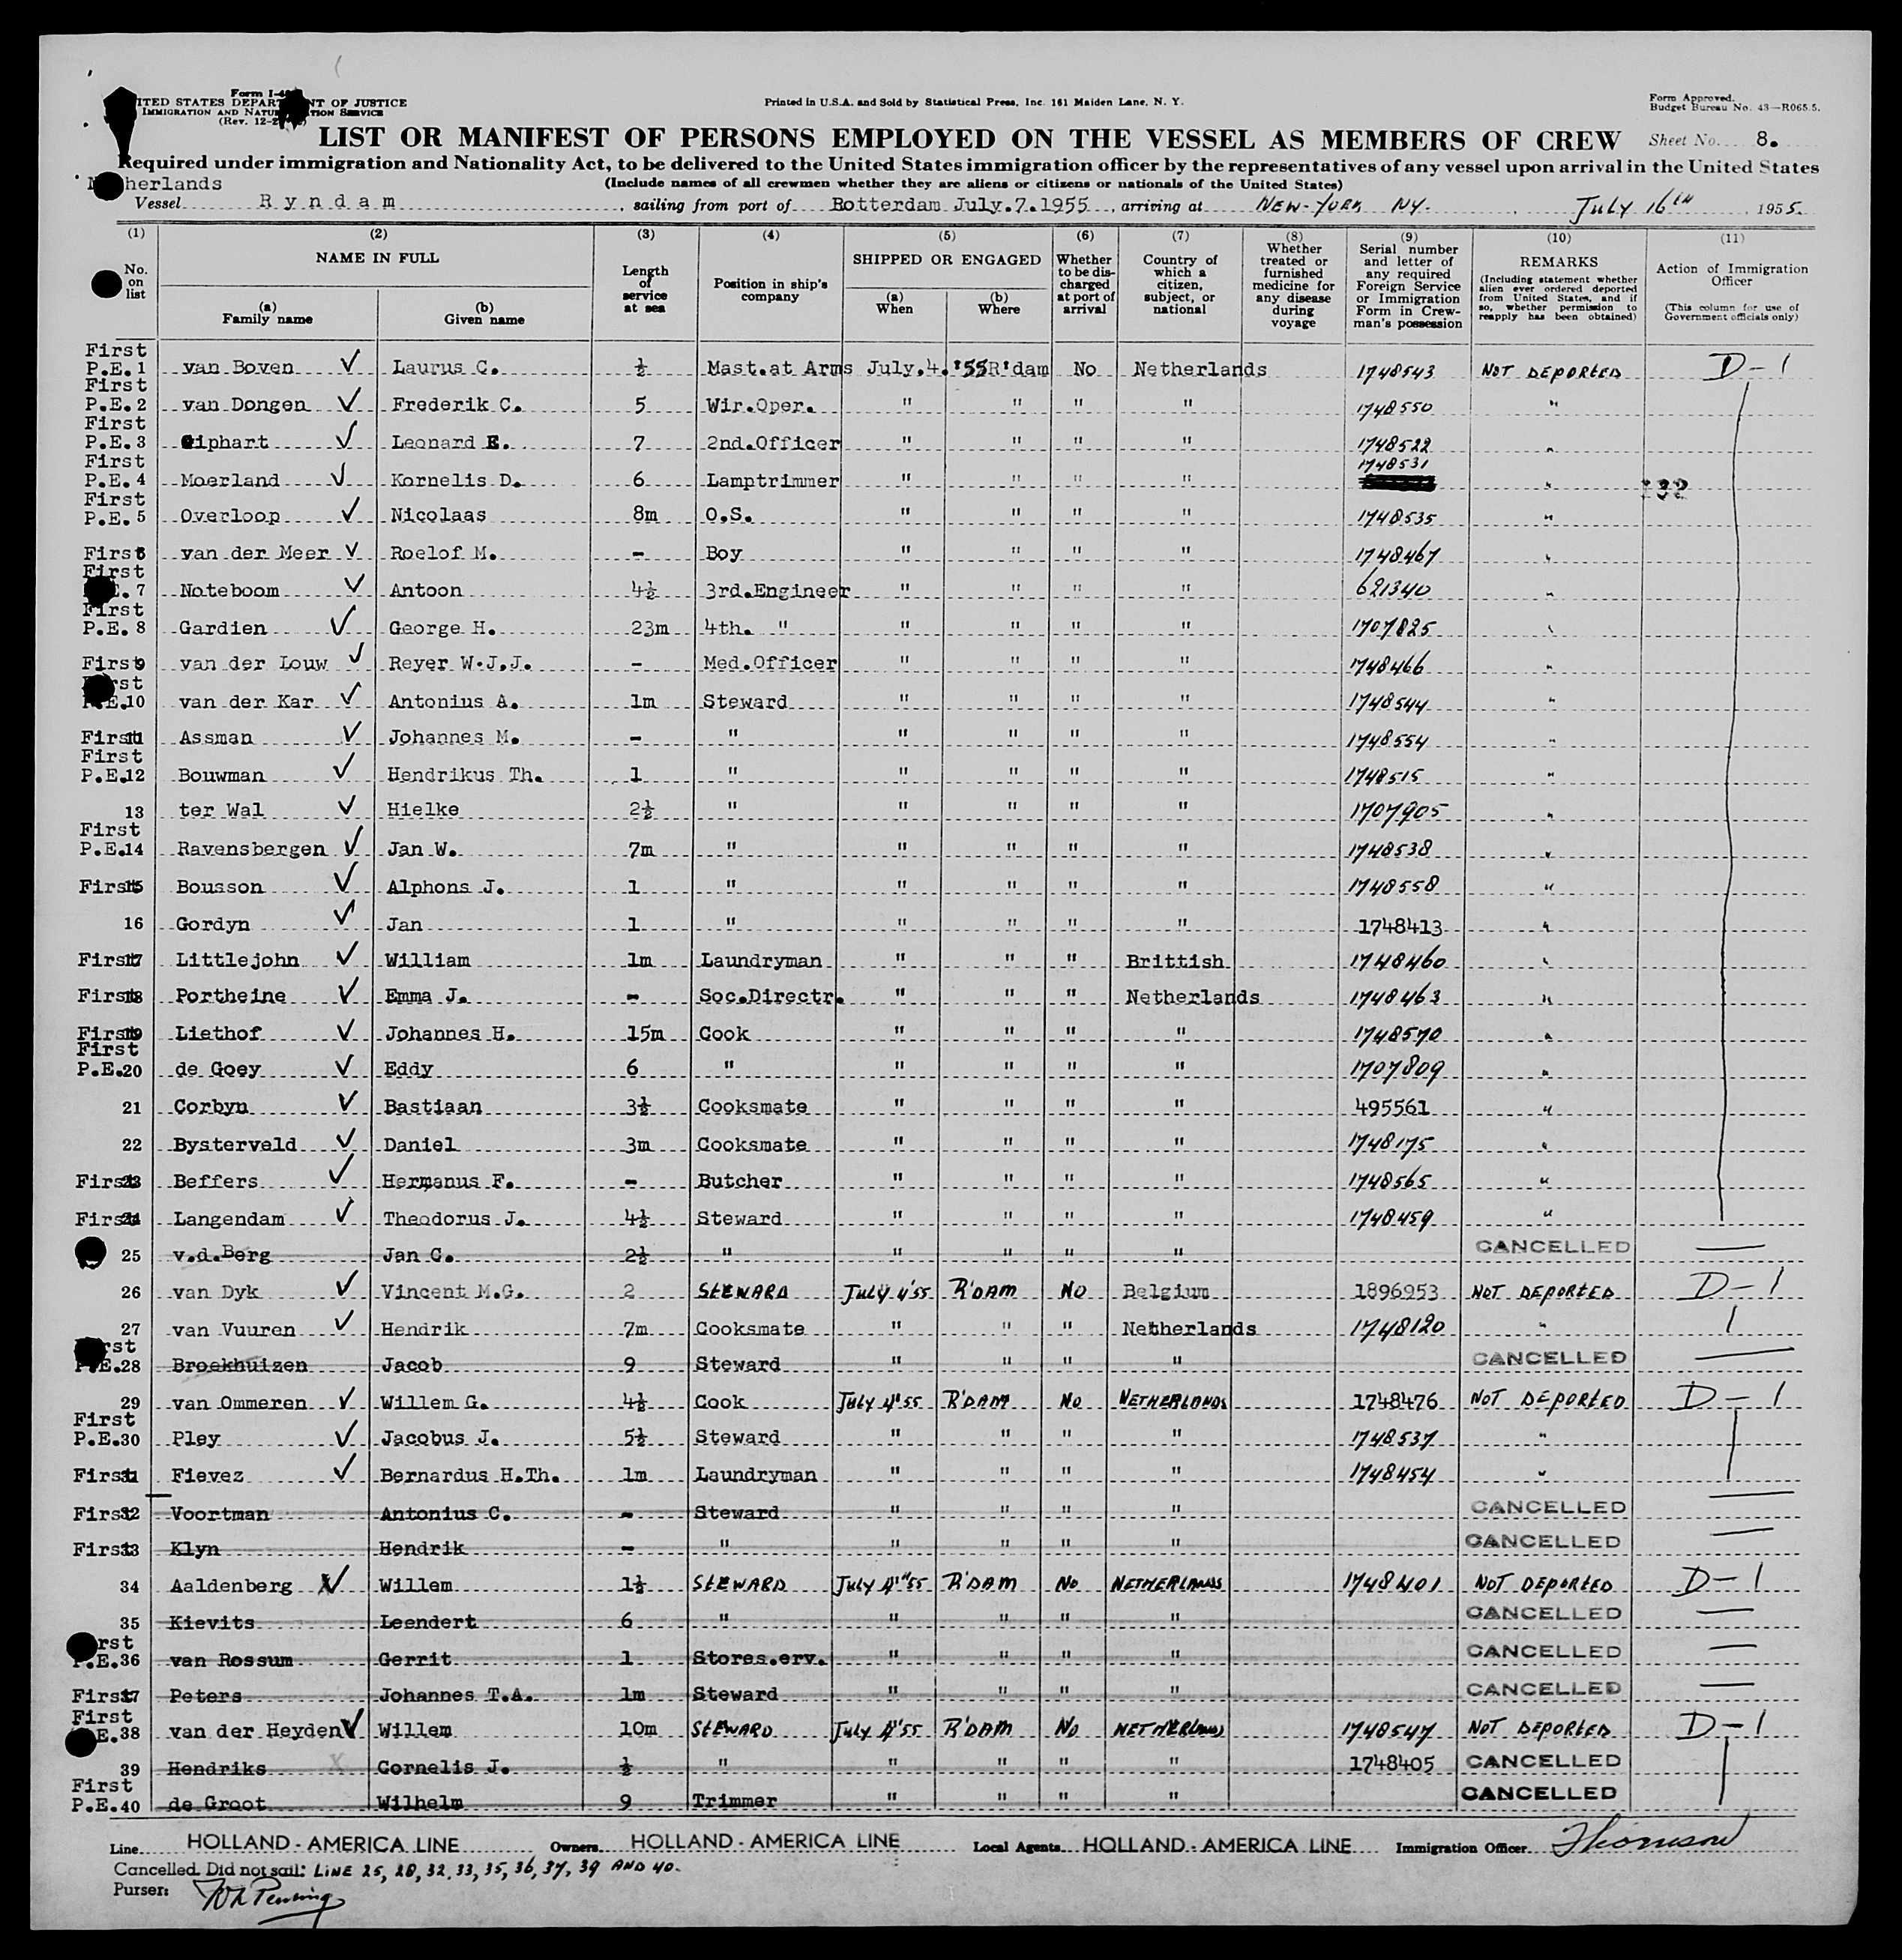 Form I-4
UNITED STATES DEPARTMENT OF JUSTICE
IMMIGRATION AND NATURALIZATION SERVICE
(Rev. 12-2
Printed in U.S.A. and Sold by Statistical Press, Inc. 161 Maiden Lane, N. Y.
Form Approved.
Budget Bureau No. 43—R065.5.
LIST OR MANIFEST OF PERSONS EMPLOYED ON THE VESSEL AS MEMBERS OF CREW Sheet No. 8.
Required under immigration and Nationality Act, to be delivered to the United States immigration officer by the representatives of any vessel upon arrival in the United States
Netherlands (Include names of all crewmen whether they are aliens or citizens or nationals of the United States)
Vessel Ryndam, sailing from port of Rotterdam July.7.1955, arriving at NEW-YORK NY. July 16th 1955.
(1) (2) (3) (4) (5) (6) (7) (8) (9) (10) (11)
No. on list NAME IN FULL (a) Family name (b) Given name Length of service at sea Position in ship's company SHIPPED OR ENGAGED (a) When (b) Where Whether to be discharged at port of arrival Country of which a citizen, subject, or national Whether treated or furnished medicine for any disease during voyage Serial number and letter of any required Foreign Service or Immigration Form in Crewman's possession REMARKS (Including statement whether alien ever ordered deported from United States, and if so, whether permission to reapply has been obtained) Action of Immigration Officer (This column for use of Government officials only)
First P.E. 1 van Boven ✓ Laurus C. ½ Mast.at Arms July.4.'55 R'dam No Netherlands 1748543 NOT DEPORTED D-1
First P.E. 2 van Dongen ✓ Frederik C. 5 Wir.Oper. " " " " 1748550 "
First P.E. 3 Giphart ✓ Leonard E. 7 2nd.Officer " " " " 1748522 "
First P.E. 4 Moerland ✓ Kornelis D. 6 Lamptrimmer " " " " 1748531 "
First P.E. 5 Overloop ✓ Nicolaas 8m O.S. " " " " 1748535 "
First 6 van der Meer ✓ Roelof M. - Boy " " " " 1748467 "
First P.E. 7 Noteboom ✓ Antoon 4½ 3rd.Engineer " " " " 621340 "
First P.E. 8 Gardien ✓ George H. 23m 4th. " " " " " 1707825 "
First 9 van der Louw ✓ Reyer W.J.J. - Med.Officer " " " " 1748466 "
First P.E.10 van der Kar ✓ Antonius A. 1m Steward " " " " 1748544 "
First 11 Assman ✓ Johannes M. - " " " " " 1748554 "
First P.E.12 Bouwman ✓ Hendrikus Th. 1 " " " " " 1748515 "
13 ter Wal ✓ Hielke 2½ " " " " " 1707905 "
First P.E.14 Ravensbergen ✓ Jan W. 7m " " " " " 1748538 "
First 15 Bousson ✓ Alphons J. 1 " " " " " 1748558 "
16 Gordyn ✓ Jan 1 " " " " " 1748413 "
First 17 Littlejohn ✓ William 1m Laundryman " " " Brittish 1748460 "
First 18 Portheine ✓ Emma J. - Soc.Directr. " " " Netherlands 1748463 "
First 19 Liethof ✓ Johannes H. 15m Cook " " " " 1748570 "
First P.E.20 de Goey ✓ Eddy 6 " " " " " 1707809 "
21 Corbyn ✓ Bastiaan 3½ Cooksmate " " " " 495561 "
22 Bysterveld ✓ Daniel 3m Cooksmate " " " " 1748175 "
First 23 Beffers ✓ Hermanus F. - Butcher " " " " 1748565 "
First 24 Langendam ✓ Theodorus J. 4½ Steward " " " " 1748459 "
25 v.d.Berg Jan C. 2½ " " " " " CANCELLED —
26 van Dyk ✓ Vincent M.G. 2 STEWARD July 4'55 R'DAM NO Belgium 1896953 NOT DEPORTED D-1
27 van Vuuren ✓ Hendrik 7m Cooksmate " " " Netherlands 1748120 "
First P.E.28 Broekhuizen Jacob 9 Steward " " " " CANCELLED —
29 van Ommeren ✓ Willem G. 4½ Cook July 4'55 R'DAM NO NETHERLANDS 1748476 NOT DEPORTED D-1
First P.E.30 Pley ✓ Jacobus J. 5½ Steward " " " " 1748537 "
First 31 Fievez ✓ Bernardus H.Th. 1m Laundryman " " " " 1748454 "
First 32 Voortman Antonius C. - Steward " " " " CANCELLED —
First 33 Klyn Hendrik - " " " " " CANCELLED —
34 Aaldenberg ✓ Willem 1½ STEWARD July 4'55 R'DAM No NETHERLANDS 1748401 NOT DEPORTED D-1
35 Kievits Leendert 6 " " " " " CANCELLED —
First P.E.36 van Rossum Gerrit 1 Stores.erv. " " " " CANCELLED —
First 37 Peters Johannes T.A. 1m Steward " " " " CANCELLED —
First P.E.38 van der Heyden ✓ Willem 10m STEWARD July 4'55 R'DAM No NETHERLANDS 1748547 NOT DEPORTED D-1
39 Hendriks X Cornelis J. ½ " " " " " 1748405 CANCELLED
First P.E.40 de Groot Wilhelm 9 Trimmer " " " " CANCELLED
Line HOLLAND-AMERICA LINE Owners HOLLAND-AMERICA LINE Local Agents HOLLAND-AMERICA LINE Immigration Officer Thomson
Cancelled Did not sail: LINE 25, 28, 32, 33, 35, 36, 37, 39 AND 40.
Purser: